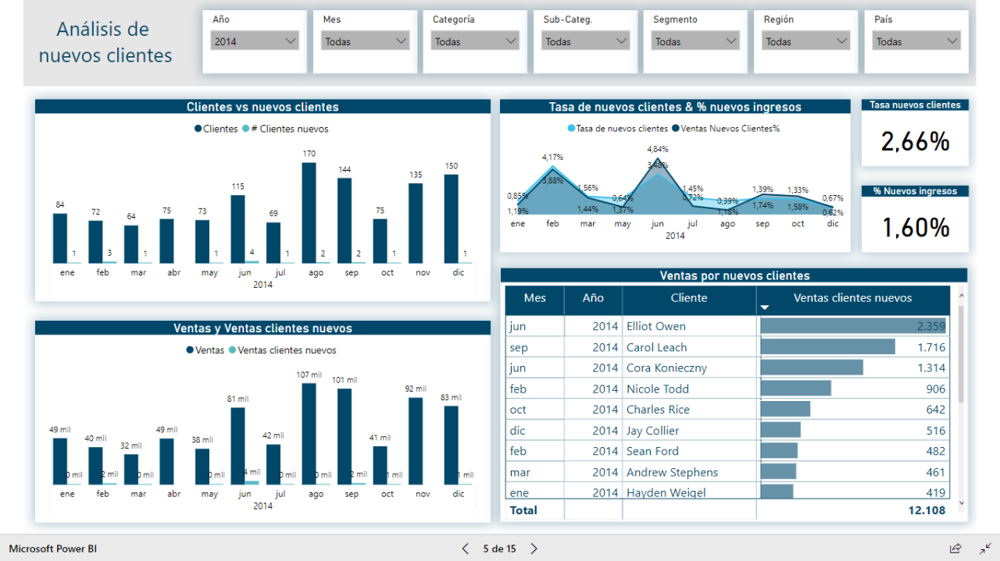 Análisis de
nuevos clientes
Año
2014
Mes
Todas
Categoría
Todas
Sub-Categ.
Todas
Segmento
Todas
Región
Todas
País
Todas
Clientes vs nuevos clientes
Clientes # Clientes nuevos
84 1 72 3 64 1 75 73 1 115 4 69 1 170 2 144 2 75 1 135 150 1
ene feb mar abr may jun jul ago sep oct nov dic
2014
Tasa de nuevos clientes & % nuevos ingresos
Tasa de nuevos clientes Ventas Nuevos Clientes%
4,17% 4,84%
3,88% 3,48%
0,85% 1,56% 0,64% 1,45% 0,72% 0,39% 1,39% 1,33% 0,67%
1,19% 1,44% 1,37% 1,18% 1,74% 1,58% 0,62%
ene feb mar may jun jul ago sep oct dic
2014
Tasa nuevos clientes
2,66%
% Nuevos ingresos
1,60%
Ventas y Ventas clientes nuevos
Ventas Ventas clientes nuevos
49 mil 40 mil 32 mil 49 mil 38 mil 81 mil 42 mil 107 mil 101 mil 41 mil 92 mil 83 mil
0 mil 2 mil 0 mil 0 mil 4 mil 0 mil 0 mil 2 mil 1 mil 1 mil
ene feb mar abr may jun jul ago sep oct nov dic
2014
Ventas por nuevos clientes
Mes Año Cliente Ventas clientes nuevos
jun 2014 Elliot Owen 2.359
sep 2014 Carol Leach 1.716
jun 2014 Cora Konieczny 1.314
feb 2014 Nicole Todd 906
oct 2014 Charles Rice 642
dic 2014 Jay Collier 516
feb 2014 Sean Ford 482
mar 2014 Andrew Stephens 461
ene 2014 Hayden Weigel 419
Total 12.108
Microsoft Power BI
5 de 15